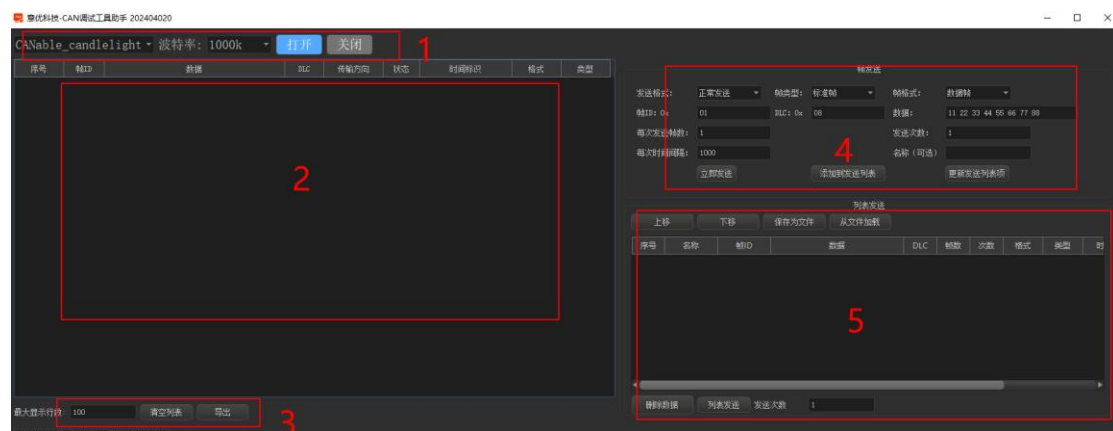 意优科技-CAN调试工具助手 202404020
CANable_candlelight 波特率: 1000k 打开 关闭 1
序号 帧ID 数据 DLC 传输方向 状态 时间标识 格式 类型
2
最大显示行数: 100 清空列表 导出 3
帧发送
发送格式: 正常发送 帧类型: 标准帧 帧格式: 数据帧
帧ID: 0x 01 DLC: 0x 08 数据: 11 22 33 44 55 66 77 88
每次发送帧数: 1 发送次数: 1
每次时间间隔: 1000 名称(可选)
4
立即发送 添加到发送列表 更新发送列表项
列表发送
上移 下移 保存为文件 从文件加载
序号 名称 帧ID 数据 DLC 帧数 次数 格式 类型
5
删除数据 列表发送 发送次数 1